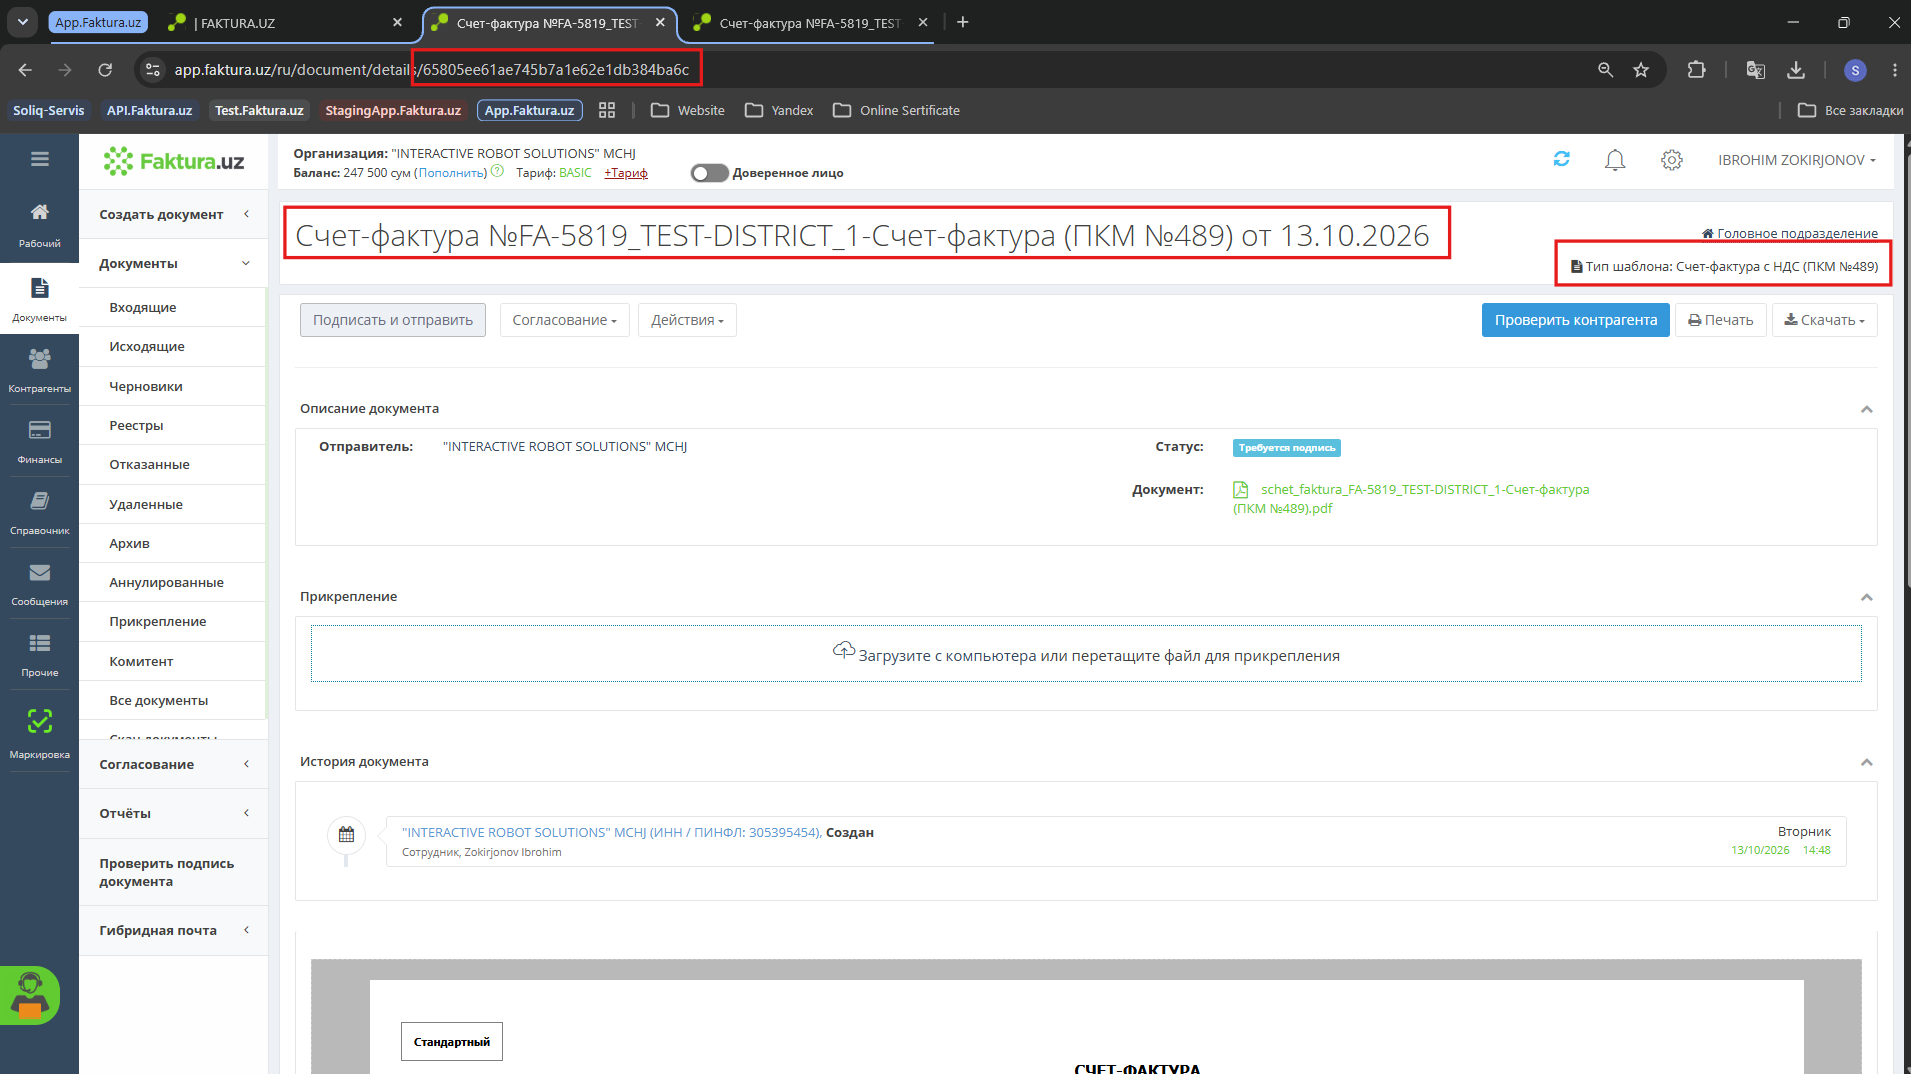 App.Faktura.uz
| FAKTURA.UZ
Счет-фактура №FA-5819_TEST-
Счет-фактура №FA-5819_TEST
app.faktura.uz/ru/document/details/65805ee61ae745b7a1e62e1db384ba6c
S
Soliq-Servis
API.Faktura.uz
Test.Faktura.uz
StagingApp.Faktura.uz
App.Faktura.uz
Website
Yandex
Online Sertificate
Все закладки
Faktura.uz
Организация: "INTERACTIVE ROBOT SOLUTIONS" MCHJ
Баланс: 247 500 сум (Пополнить) ? Тариф: BASIC +Тариф
Доверенное лицо
IBROHIM ZOKIRJONOV
Рабочий
Документы
Контрагенты
Финансы
Справочник
Сообщения
Прочие
Маркировка
Создать документ
Документы
Входящие
Исходящие
Черновики
Реестры
Отказанные
Удаленные
Архив
Аннулированные
Прикрепление
Комитент
Все документы
Скан документы
Согласование
Отчёты
Проверить подпись
документа
Гибридная почта
Счет-фактура №FA-5819_TEST-DISTRICT_1-Счет-фактура (ПКМ №489) от 13.10.2026
Головное подразделение
Тип шаблона: Счет-фактура с НДС (ПКМ №489)
Подписать и отправить
Согласование
Действия
Проверить контрагента
Печать
Скачать
Описание документа
Отправитель: "INTERACTIVE ROBOT SOLUTIONS" MCHJ
Статус: Требуется подпись
Документ: schet_faktura_FA-5819_TEST-DISTRICT_1-Счет-фактура
(ПКМ №489).pdf
Прикрепление
Загрузите с компьютера или перетащите файл для прикрепления
История документа
"INTERACTIVE ROBOT SOLUTIONS" MCHJ (ИНН / ПИНФЛ: 305395454), Создан
Сотрудник, Zokirjonov Ibrohim
Вторник
13/10/2026 14:48
Стандартный
СЧЕТ-ФАКТУРА